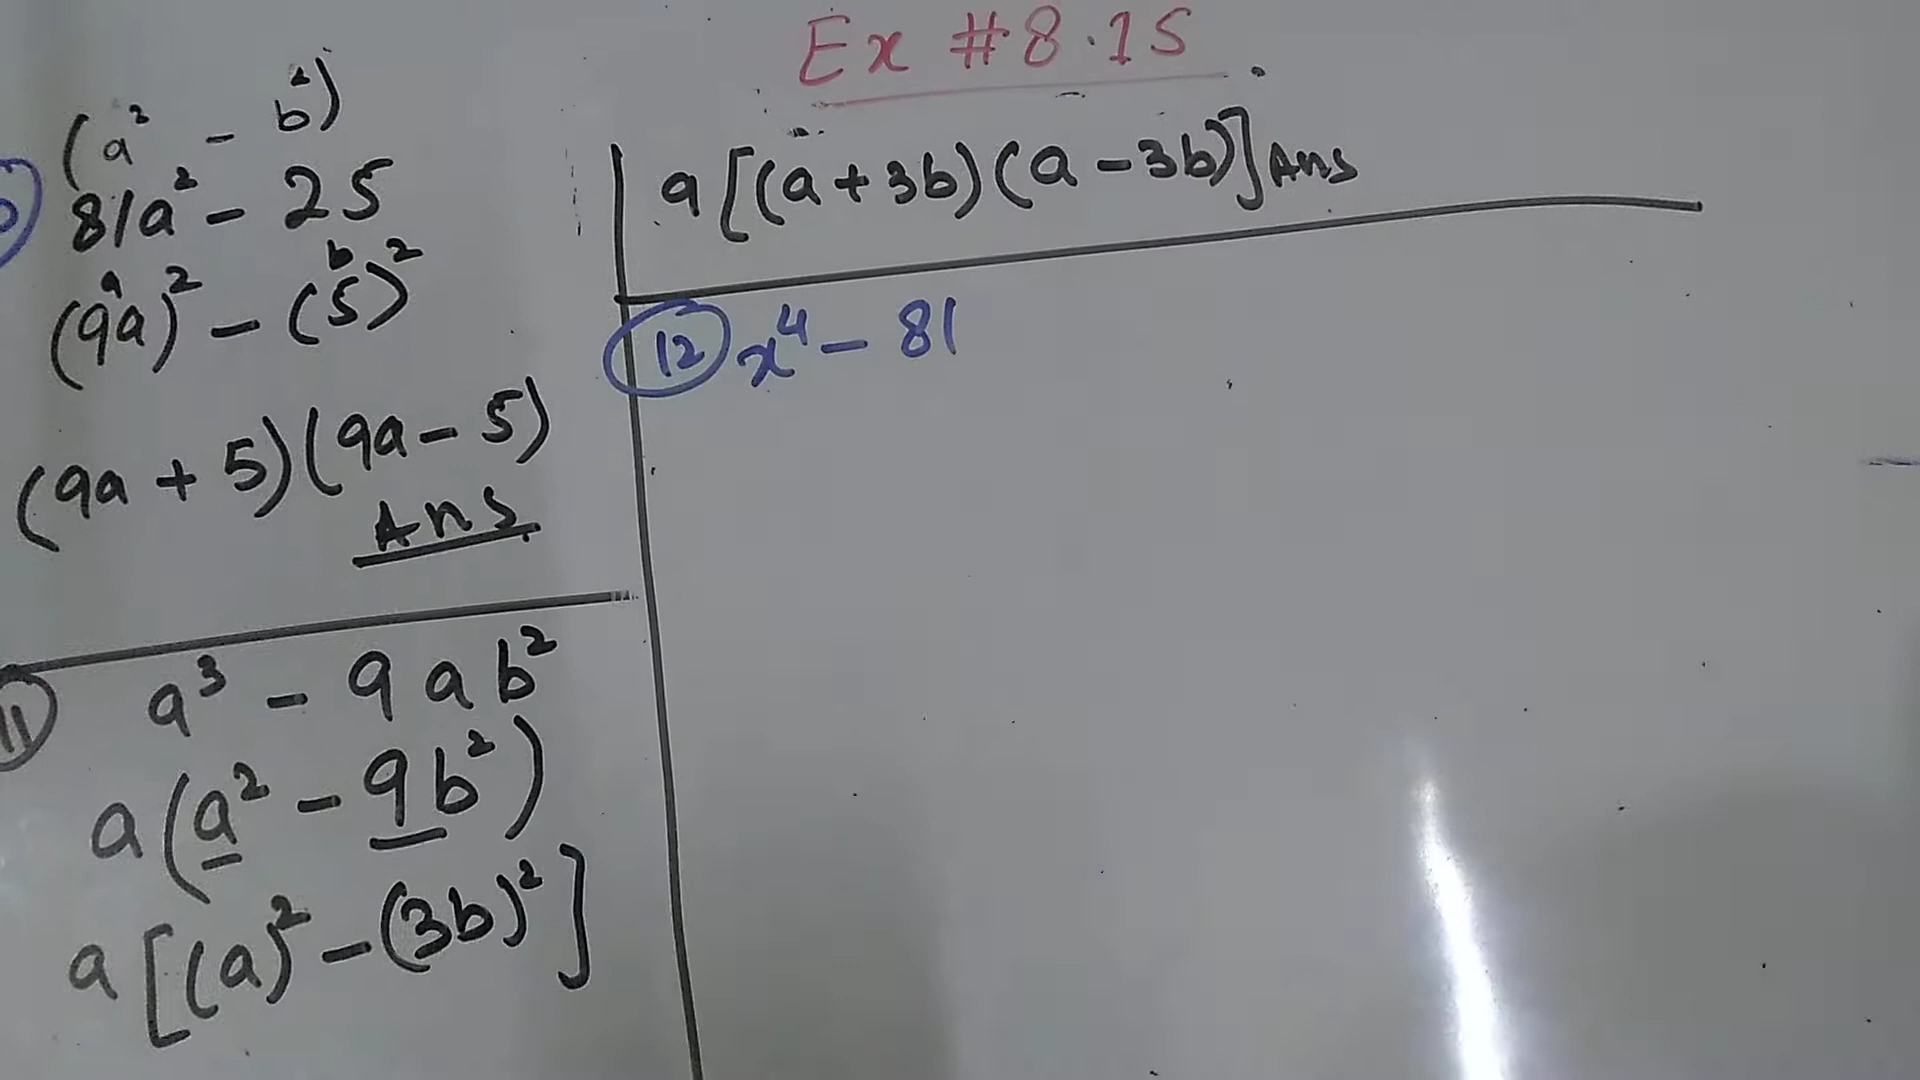 Ex #8.15
(a² - b²)
81a² - 25
a b
(9a)² - (5)²
(9a + 5)(9a - 5)
Ans
11 a³ - 9ab²
a(a² - 9b²)
a[(a)² - (3b)²]
a[(a+3b)(a-3b)] Ans
12 x⁴ - 81